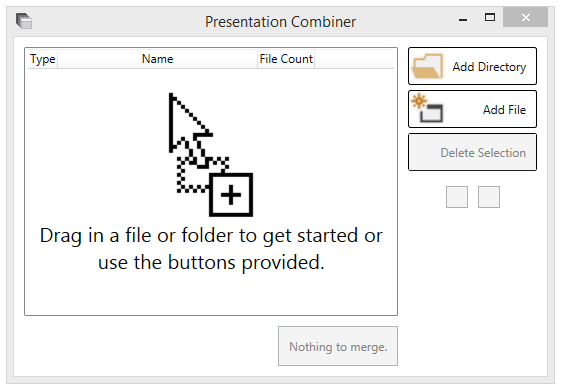 Presentation Combiner
Type Name File Count
Add Directory
Add File
Delete Selection
Drag in a file or folder to get started or
use the buttons provided.
Nothing to merge.